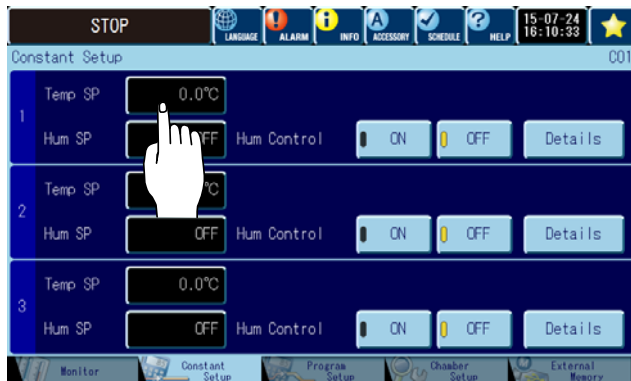 STOP LANGUAGE ALARM INFO ACCESSORY SCHEDULE HELP 15-07-24
16:10:33
Constant Setup C01
Temp SP 0.0℃
1
Hum SP OFF Hum Control ON OFF Details
Temp SP ℃
2
Hum SP OFF Hum Control ON OFF Details
Temp SP 0.0℃
3
Hum SP OFF Hum Control ON OFF Details
Monitor Constant Setup Program Setup Chamber Setup External Memory